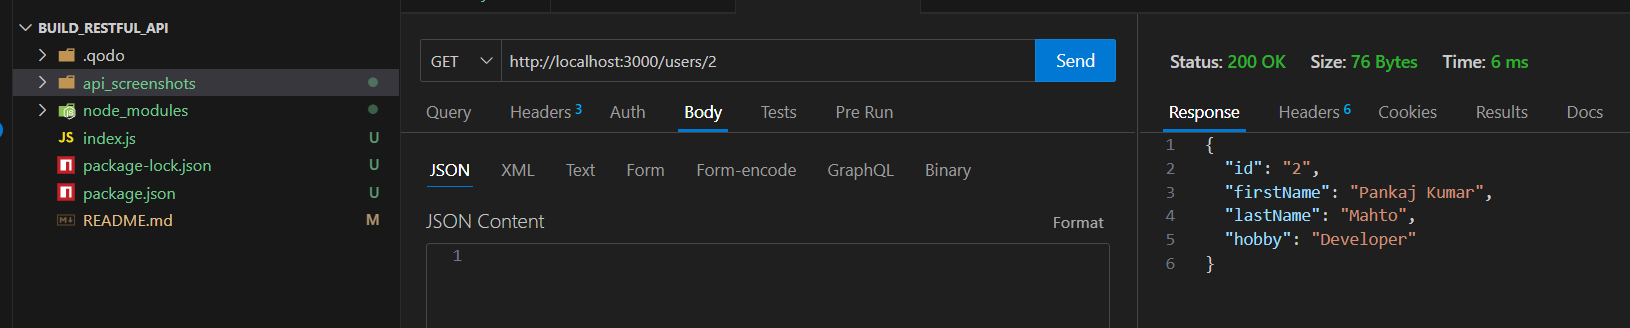 BUILD_RESTFUL_API
.qodo
api_screenshots
node_modules
JS index.js U
package-lock.json U
package.json U
README.md M
GET http://localhost:3000/users/2 Send
Query Headers 3 Auth Body Tests Pre Run
JSON XML Text Form Form-encode GraphQL Binary
JSON Content Format
1
Status: 200 OK Size: 76 Bytes Time: 6 ms
Response Headers 6 Cookies Results Docs
1 {
2 "id": "2",
3 "firstName": "Pankaj Kumar",
4 "lastName": "Mahto",
5 "hobby": "Developer"
6 }